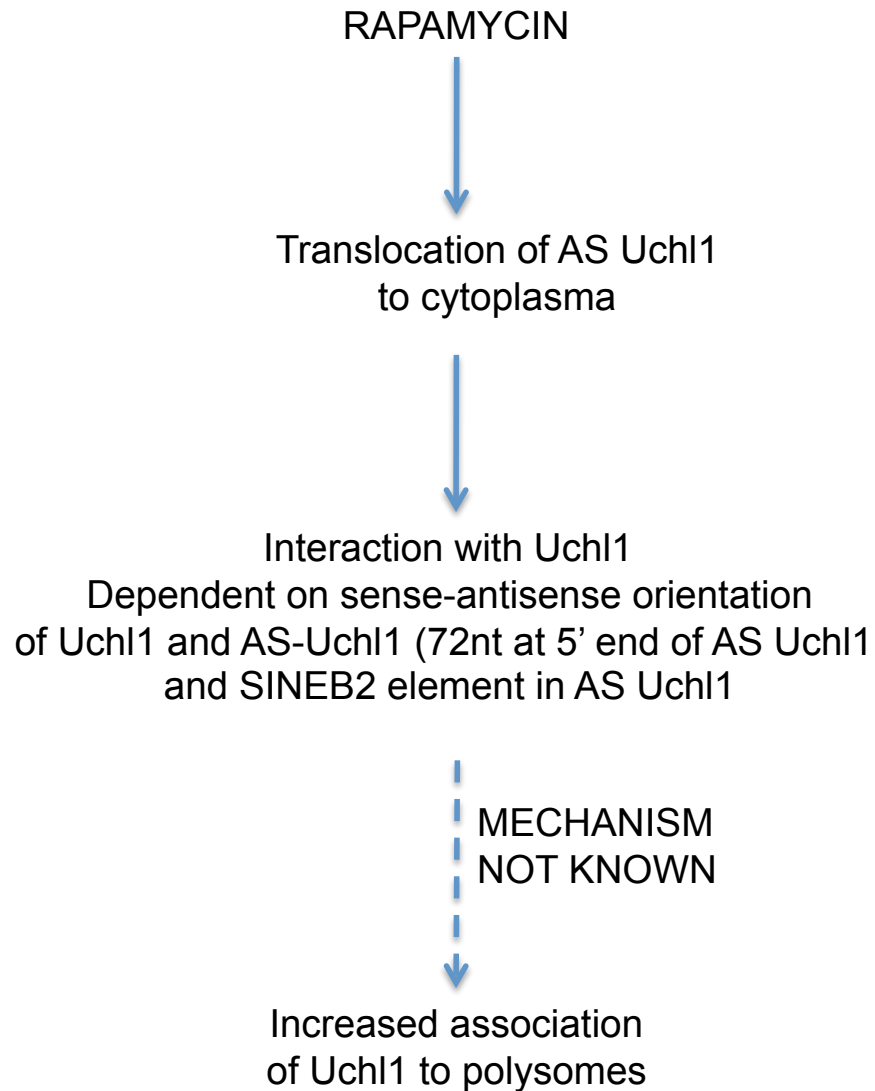 RAPAMYCIN
Translocation of AS Uchl1
to cytoplasma
Interaction with Uchl1
Dependent on sense-antisense orientation
of Uchl1 and AS-Uchl1 (72nt at 5’ end of AS Uchl1
and SINEB2 element in AS Uchl1
MECHANISM
NOT KNOWN
Increased association
of Uchl1 to polysomes